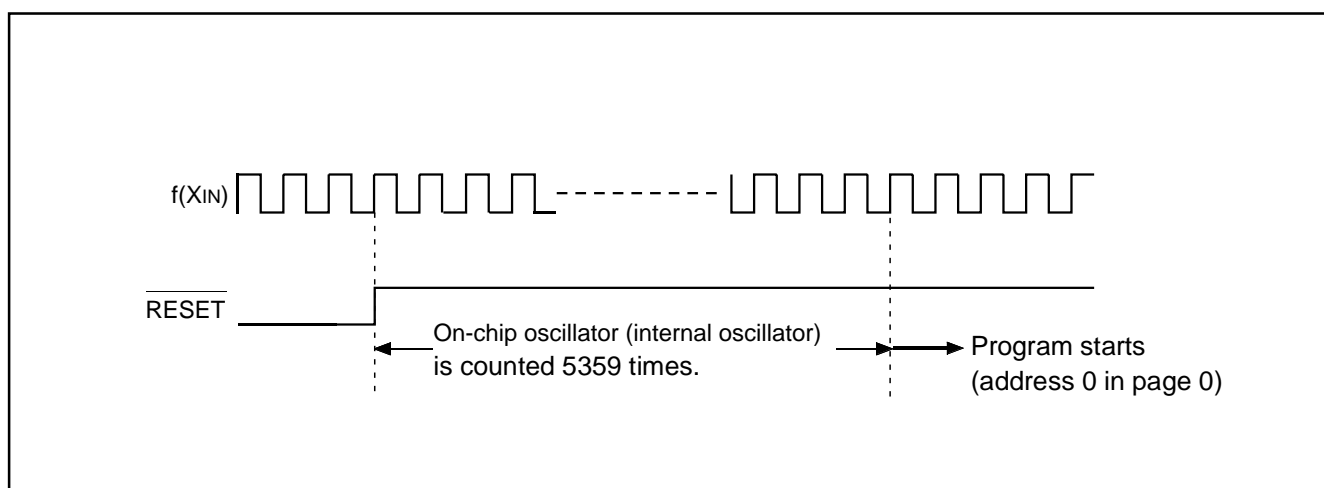 f(XIN)
RESET
On-chip oscillator (internal oscillator)
is counted 5359 times.
Program starts
(address 0 in page 0)